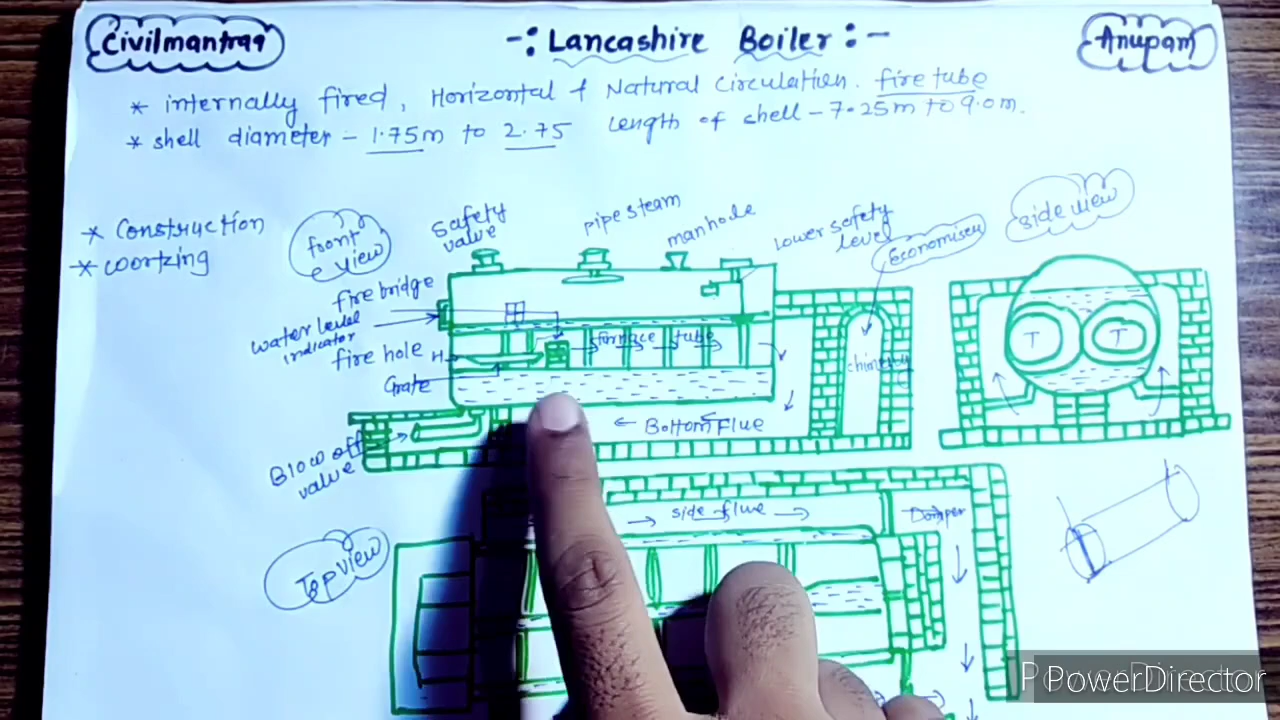 Civilmantraa
-: Lancashire Boiler :-
Anupam
* internally fired, Horizontal & Natural Circulation. fire tube
* shell diameter - 1.75m to 2.75 Length of shell - 7.25m to 9.0m.
* Construction
* woorking
front e view
safety valve
pipe steam
manhole
Lower safety level
Economiser
side view
fire bridge
water level indicator
fire hole H
Grate
furnace tube
chimney
T T
Blow off valve
← Bottom flue
Top view
→ side flue →
Damper
PowerDirector